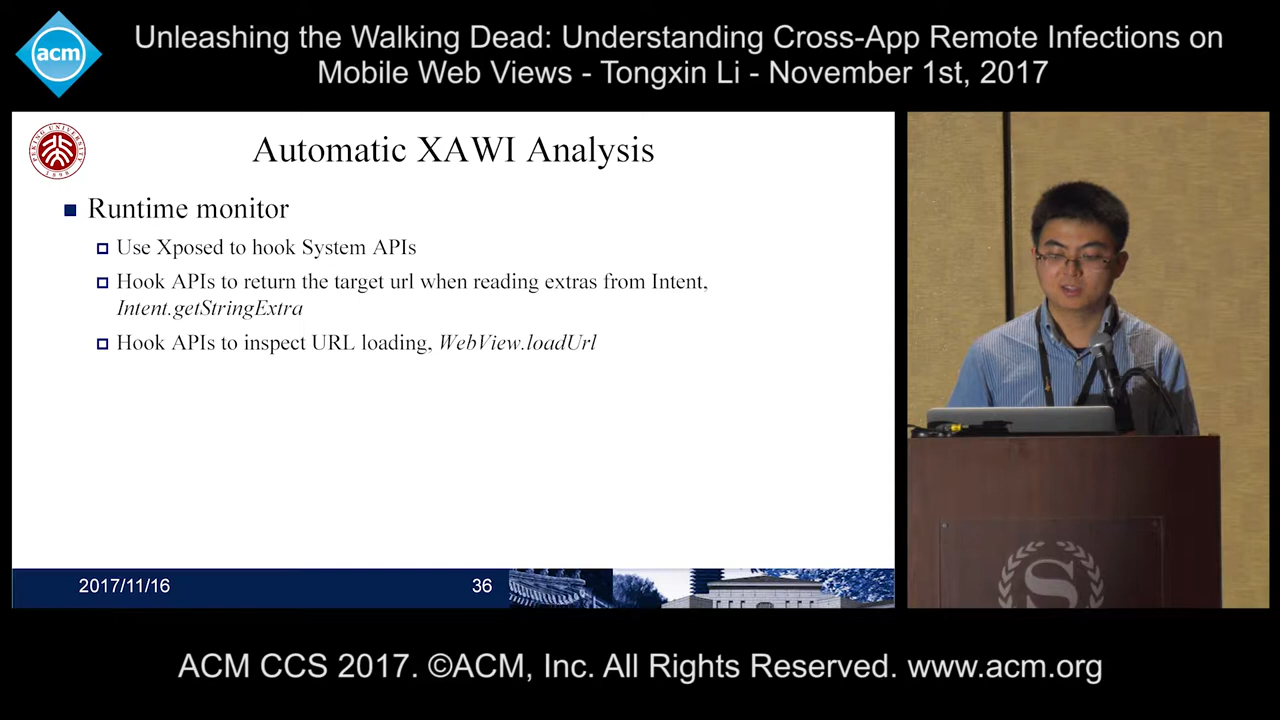 acm
Unleashing the Walking Dead: Understanding Cross-App Remote Infections on
Mobile Web Views - Tongxin Li - November 1st, 2017
PEKING UNIVERSITY
1898
Automatic XAWI Analysis
Runtime monitor
Use Xposed to hook System APIs
Hook APIs to return the target url when reading extras from Intent,
Intent.getStringExtra
Hook APIs to inspect URL loading, WebView.loadUrl
2017/11/16
36
S
ACM CCS 2017. ©ACM, Inc. All Rights Reserved. www.acm.org